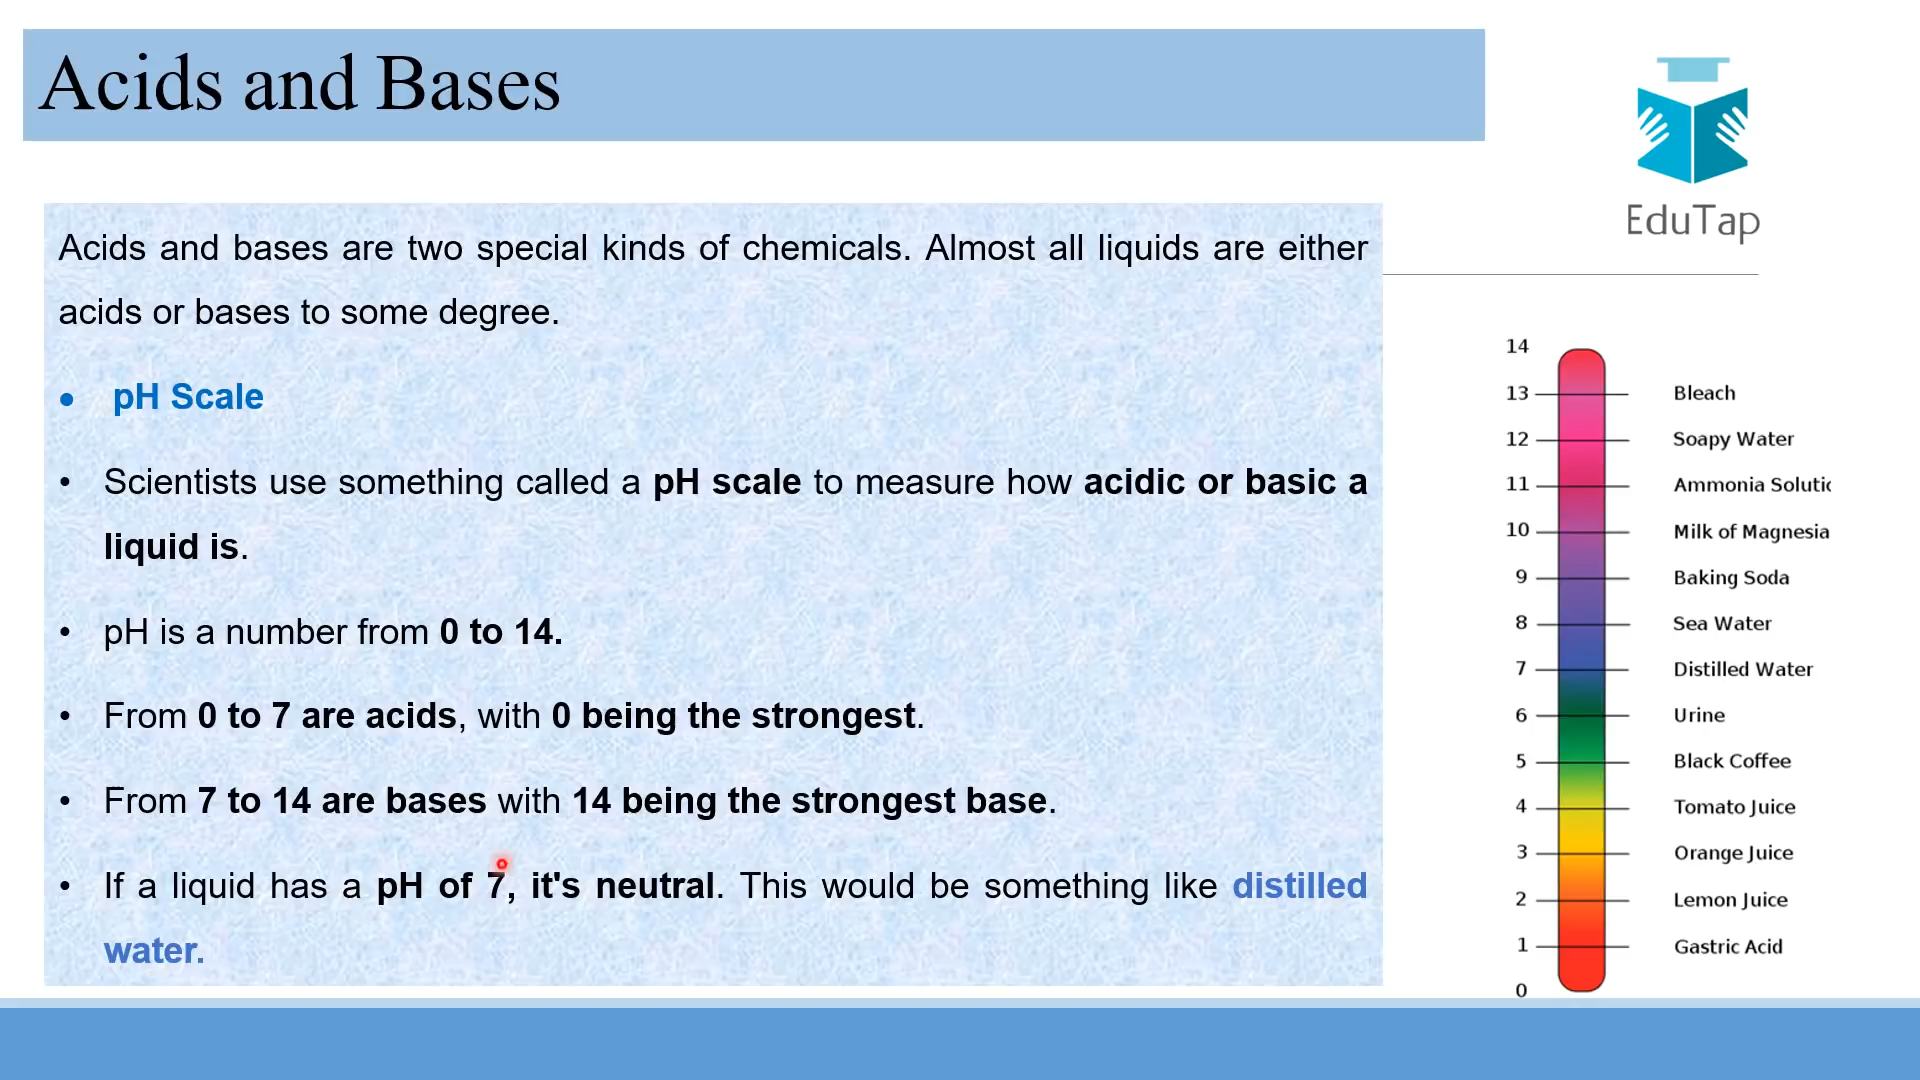 Acids and Bases
EduTap
Acids and bases are two special kinds of chemicals. Almost all liquids are either
acids or bases to some degree.
• pH Scale
• Scientists use something called a pH scale to measure how acidic or basic a
liquid is.
• pH is a number from 0 to 14.
• From 0 to 7 are acids, with 0 being the strongest.
• From 7 to 14 are bases with 14 being the strongest base.
• If a liquid has a pH of 7, it's neutral. This would be something like distilled
water.
14
13 Bleach
12 Soapy Water
11 Ammonia Solutic
10 Milk of Magnesia
9 Baking Soda
8 Sea Water
7 Distilled Water
6 Urine
5 Black Coffee
4 Tomato Juice
3 Orange Juice
2 Lemon Juice
1 Gastric Acid
0